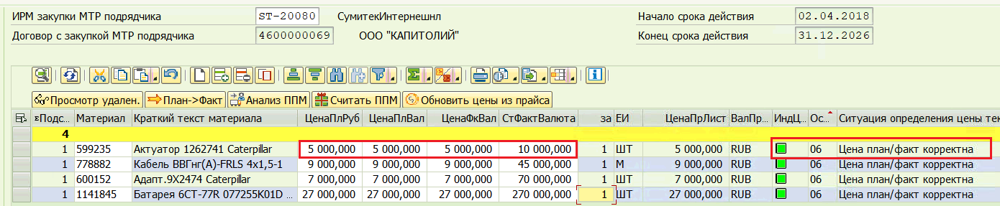 ИРМ закупки МТР подрядчика ST-20080 СумитекИнтернешнл Начало срока действия 02.04.2018
Договор с закупкой МТР подрядчика 4600000069 ООО "КАПИТОЛИЙ" Конец срока действия 31.12.2026
Просмотр удален. План->Факт Анализ ППМ Считать ППМ Обновить цены из прайса
εПодс... Материал Краткий текст материала ЦенаПлРуб ЦенаПлВал ЦенаФкВал СтФактВалюта за ЕИ ЦенаПрЛист ВалПр... ИндЦ... Ос... Ситуация определения цены тек
4
1 599235 Актуатор 1262741 Caterpillar 5 000,000 5 000,000 5 000,000 10 000,000 1 ШТ 5 000,000 RUB 06 Цена план/факт корректна
1 778882 Кабель ВВГнг(А)-FRLS 4х1,5-1 9 000,000 9 000,000 9 000,000 45 000,000 1 М 9 000,000 RUB 06 Цена план/факт корректна
1 600152 Адапт.9X2474 Caterpillar 7 000,000 7 000,000 7 000,000 70 000,000 1 ШТ 7 000,000 RUB 06 Цена план/факт корректна
1 1141845 Батарея 6СТ-77R 077255K01D ... 27 000,000 27 000,000 27 000,000 270 000,000 1 ШТ 27 000,000 RUB 06 Цена план/факт корректна